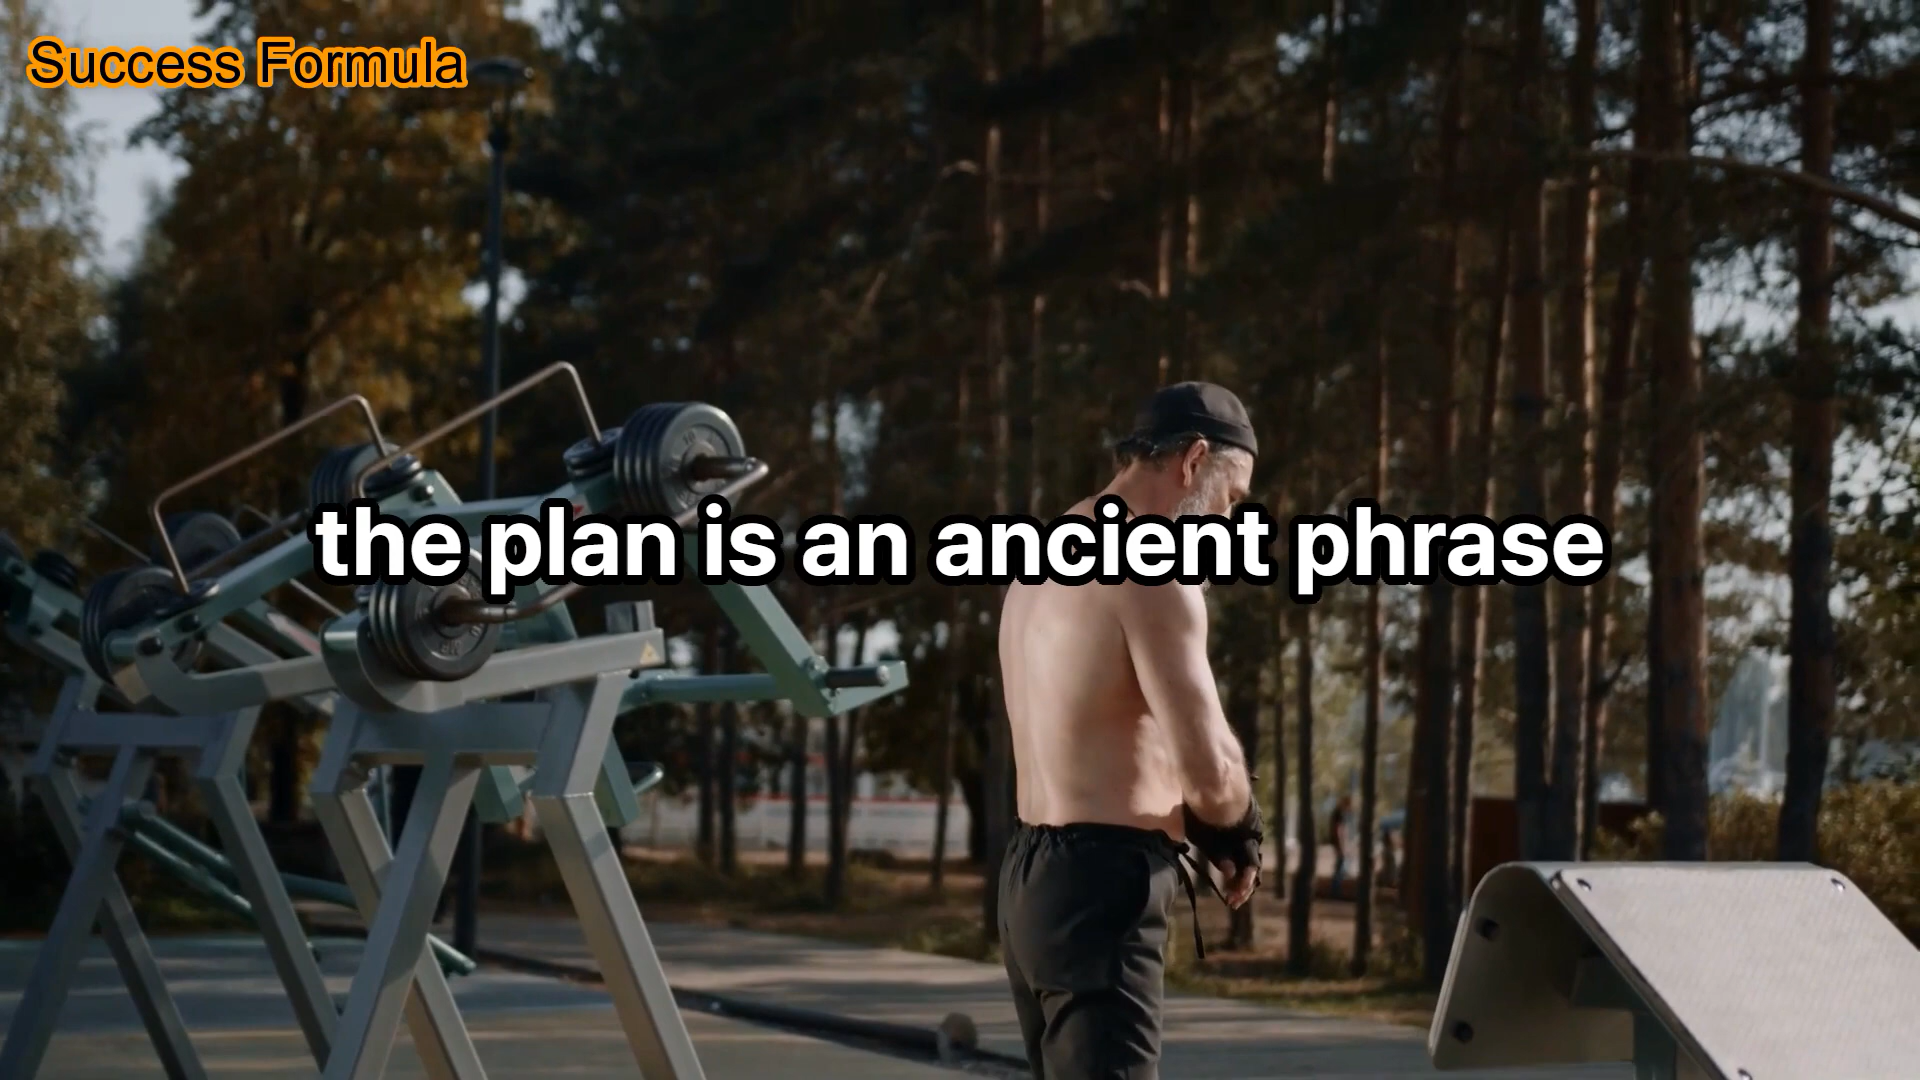 Success Formula
the plan is an ancient phrase